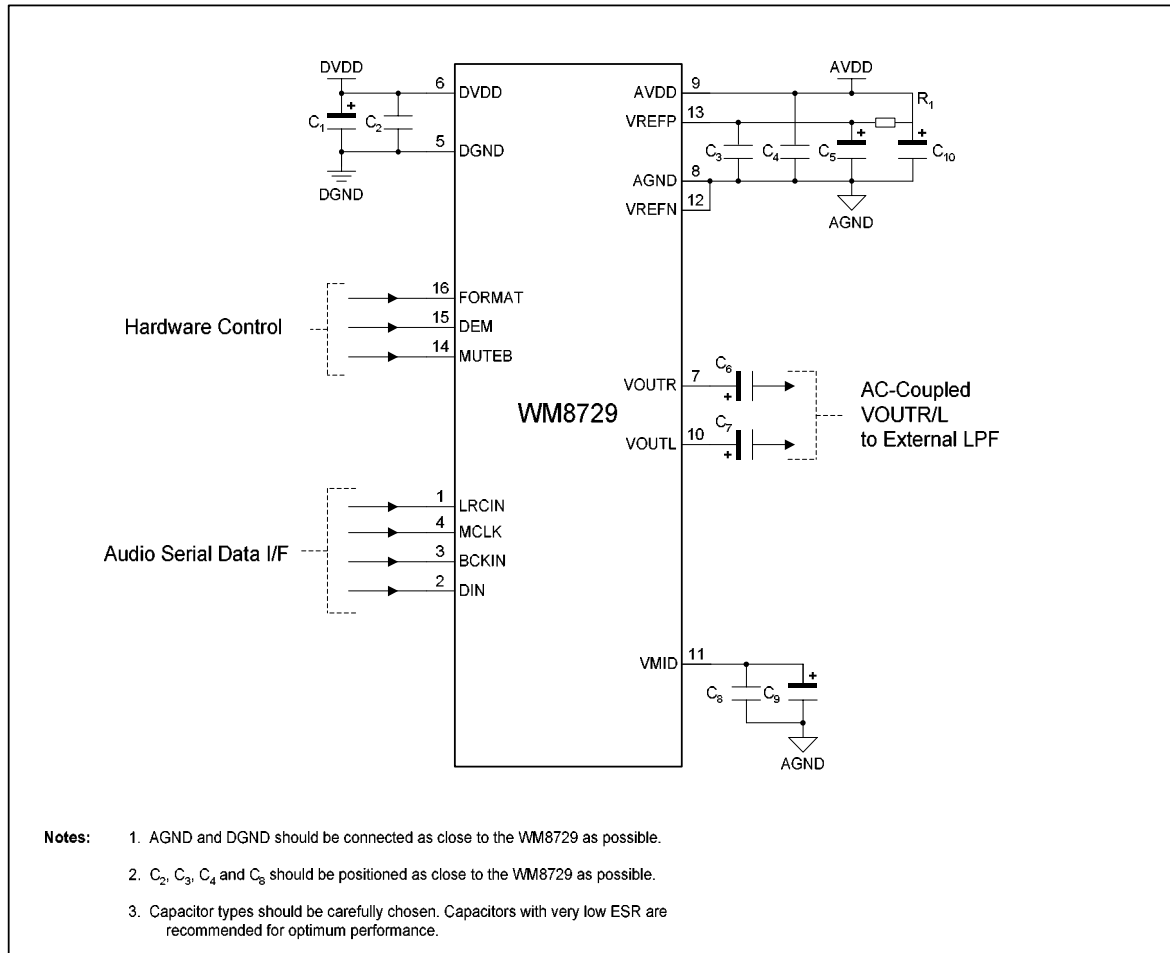 DVDD
6
DVDD
C1
+
C2
5
DGND
DGND
AVDD
9
AVDD
R1
VREFP
13
+
+
C3
C4
C5
C10
8
AGND
VREFN
12
AGND
Hardware Control
16
FORMAT
15
DEM
14
MUTEB
WM8729
VOUTR
7
C6
+
VOUTL
10
C7
+
AC-Coupled
VOUTR/L
to External LPF
Audio Serial Data I/F
1
LRCIN
4
MCLK
3
BCKIN
2
DIN
VMID
11
+
C8
C9
AGND
Notes: 1. AGND and DGND should be connected as close to the WM8729 as possible.
2. C2, C3, C4 and C8 should be positioned as close to the WM8729 as possible.
3. Capacitor types should be carefully chosen. Capacitors with very low ESR are
recommended for optimum performance.